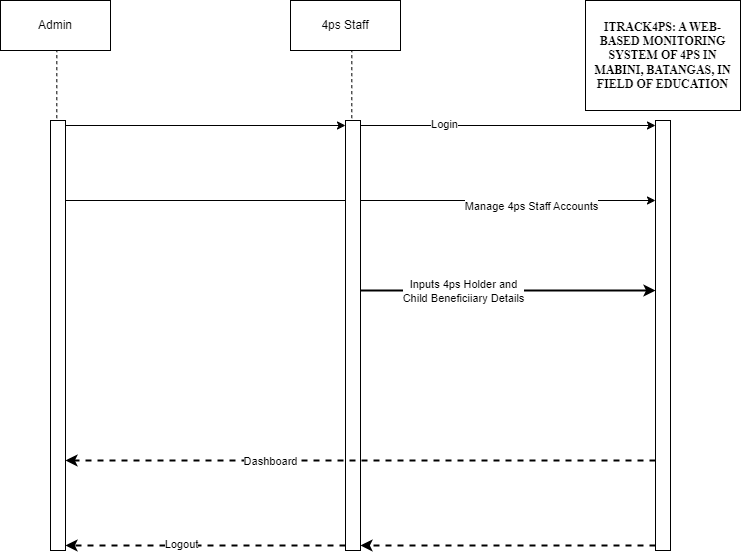 Admin
4ps Staff
ITRACK4PS: A WEB-
BASED MONITORING
SYSTEM OF 4PS IN
MABINI, BATANGAS, IN
FIELD OF EDUCATION
Login
Manage 4ps Staff Accounts
Inputs 4ps Holder and
Child Beneficiiary Details
Dashboard
Logout